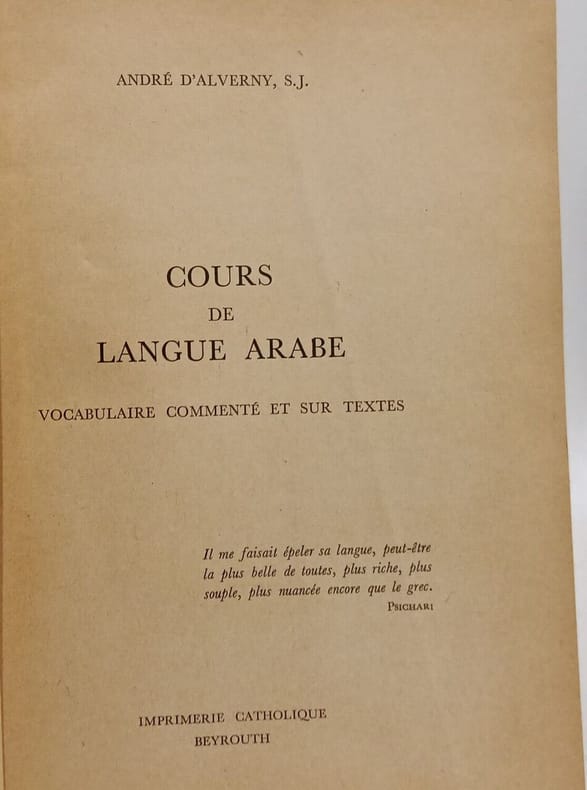 ANDRÉ D'ALVERNY, S.J.
COURS
DE
LANGUE ARABE
VOCABULAIRE COMMENTÉ ET SUR TEXTES
Il me faisait épeler sa langue, peut-être
la plus belle de toutes, plus riche, plus
souple, plus nuancée encore que le grec.
PSICHARI
IMPRIMERIE CATHOLIQUE
BEYROUTH